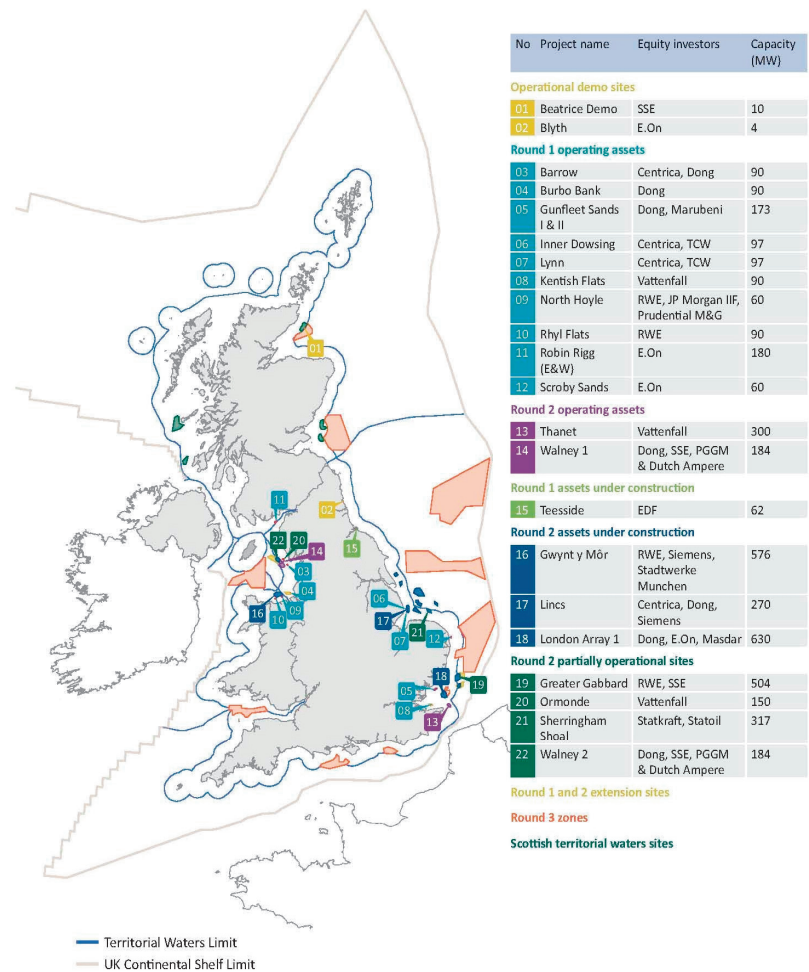 No Project name Equity investors Capacity
(MW)
Operational demo sites
01 Beatrice Demo SSE 10
02 Blyth E.On 4
Round 1 operating assets
03 Barrow Centrica, Dong 90
04 Burbo Bank Dong 90
05 Gunfleet Sands Dong, Marubeni 173
I & II
06 Inner Dowsing Centrica, TCW 97
07 Lynn Centrica, TCW 97
08 Kentish Flats Vattenfall 90
09 North Hoyle RWE, JP Morgan IIF, 60
Prudential M&G
10 Rhyl Flats RWE 90
11 Robin Rigg E.On 180
(E&W)
12 Scroby Sands E.On 60
Round 2 operating assets
13 Thanet Vattenfall 300
14 Walney 1 Dong, SSE, PGGM 184
& Dutch Ampere
Round 1 assets under construction
15 Teesside EDF 62
Round 2 assets under construction
16 Gwynt y Môr RWE, Siemens, 576
Stadtwerke
Munchen
17 Lincs Centrica, Dong, 270
Siemens
18 London Array 1 Dong, E.On, Masdar 630
Round 2 partially operational sites
19 Greater Gabbard RWE, SSE 504
20 Ormonde Vattenfall 150
21 Sherringham Statkraft, Statoil 317
Shoal
22 Walney 2 Dong, SSE, PGGM 184
& Dutch Ampere
Round 1 and 2 extension sites
Round 3 zones
Scottish territorial waters sites
01
11
02
22 20
14
15
03
04
06
16
09
10
17
07
21
12
18
05
19
08
13
Territorial Waters Limit
UK Continental Shelf Limit